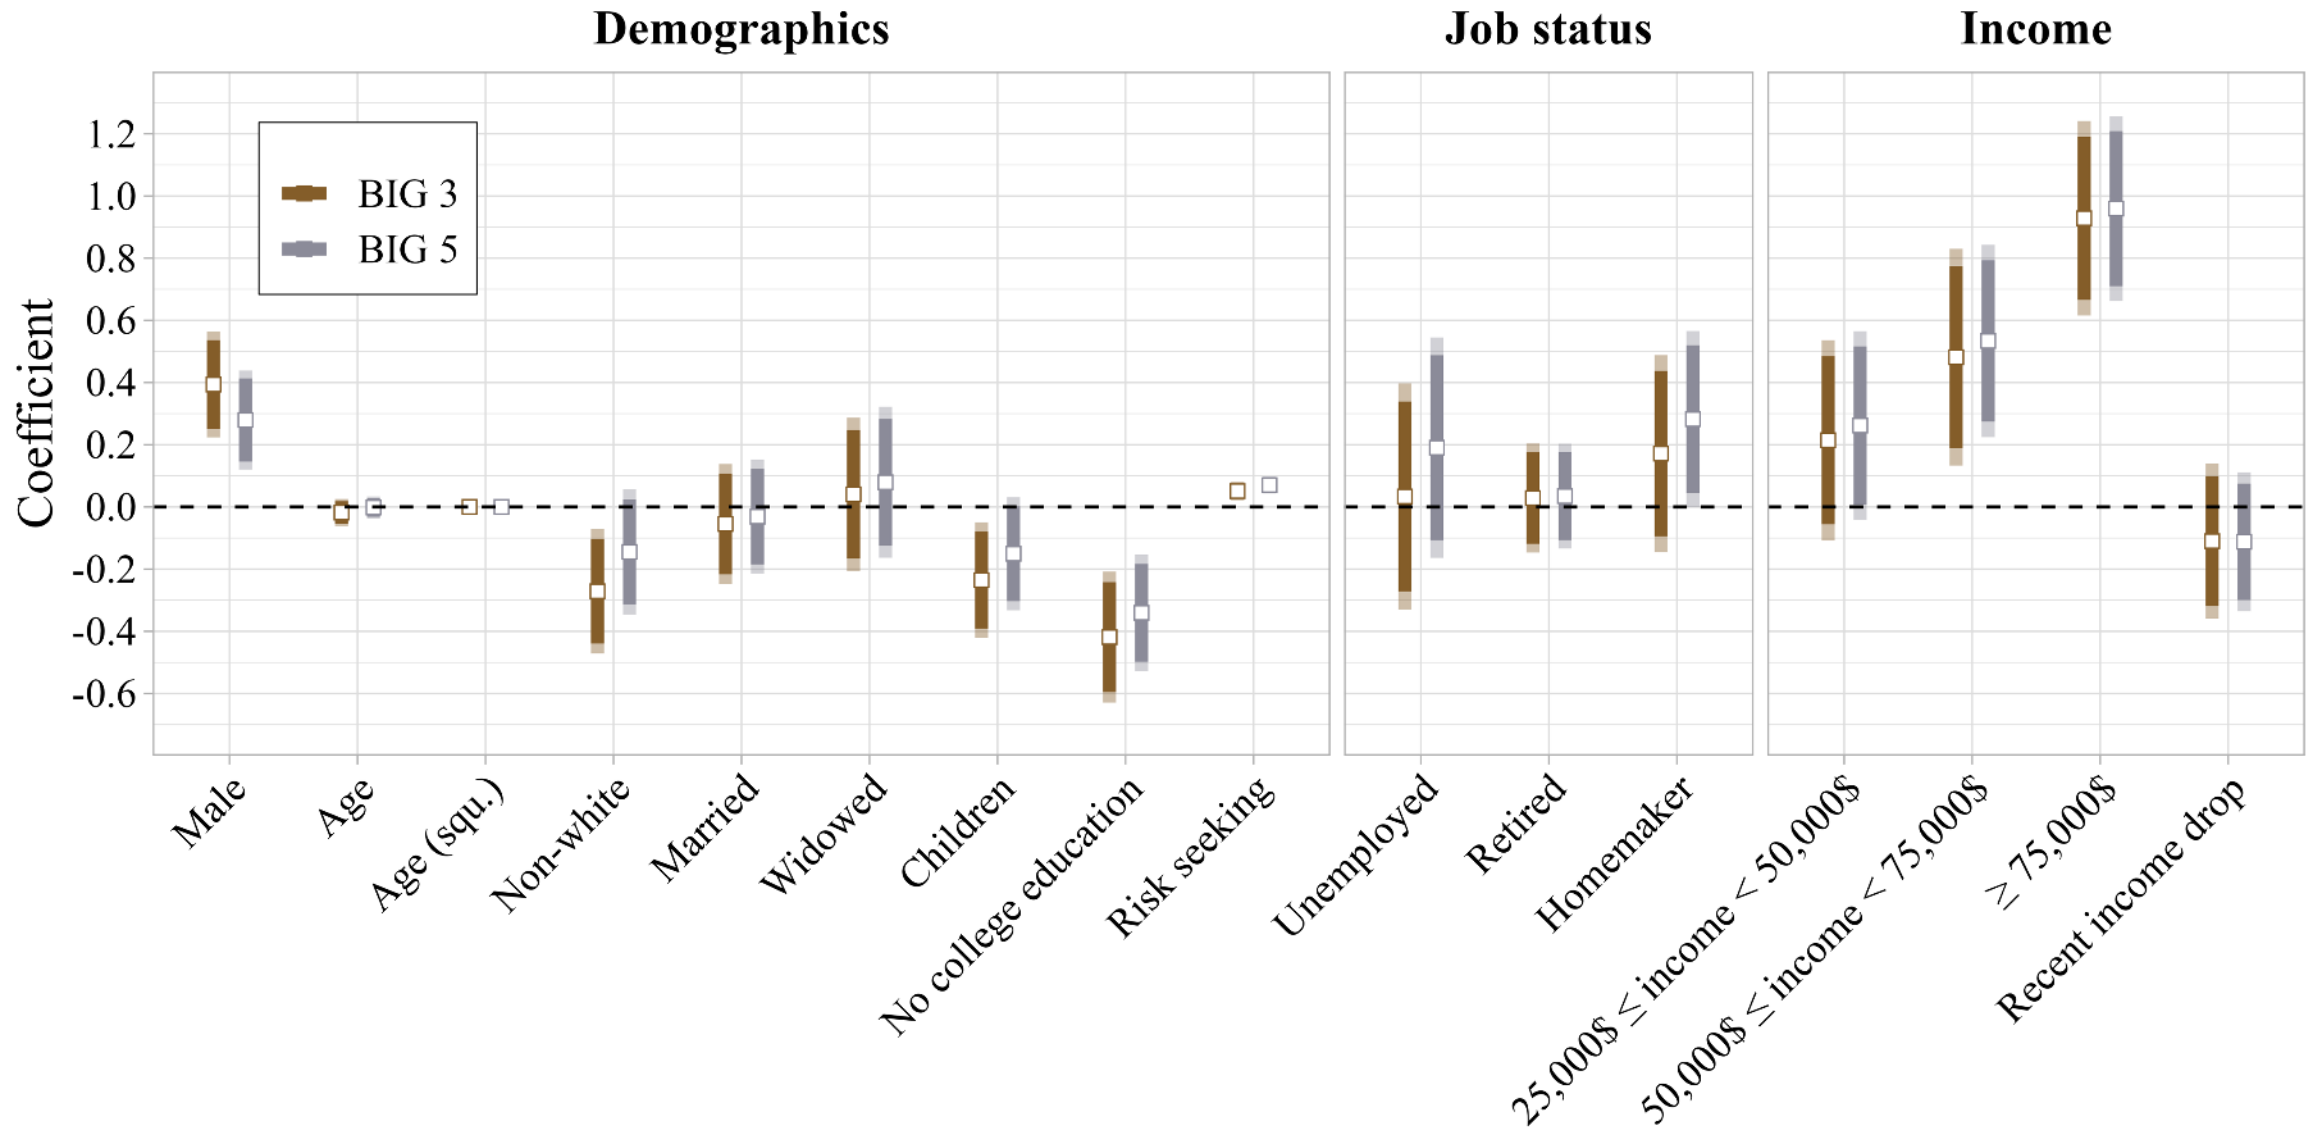 Demographics
Job status
Income
Coefficient
1.2
1.0
0.8
0.6
0.4
0.2
0.0
-0.2
-0.4
-0.6
BIG 3
BIG 5
Male
Age
Age (squ.)
Non-white
Married
Widowed
Children
No college education
Risk seeking
Unemployed
Retired
Homemaker
25,000$ ≤ income < 50,000$
50,000$ ≤ income < 75,000$
≥ 75,000$
Recent income drop